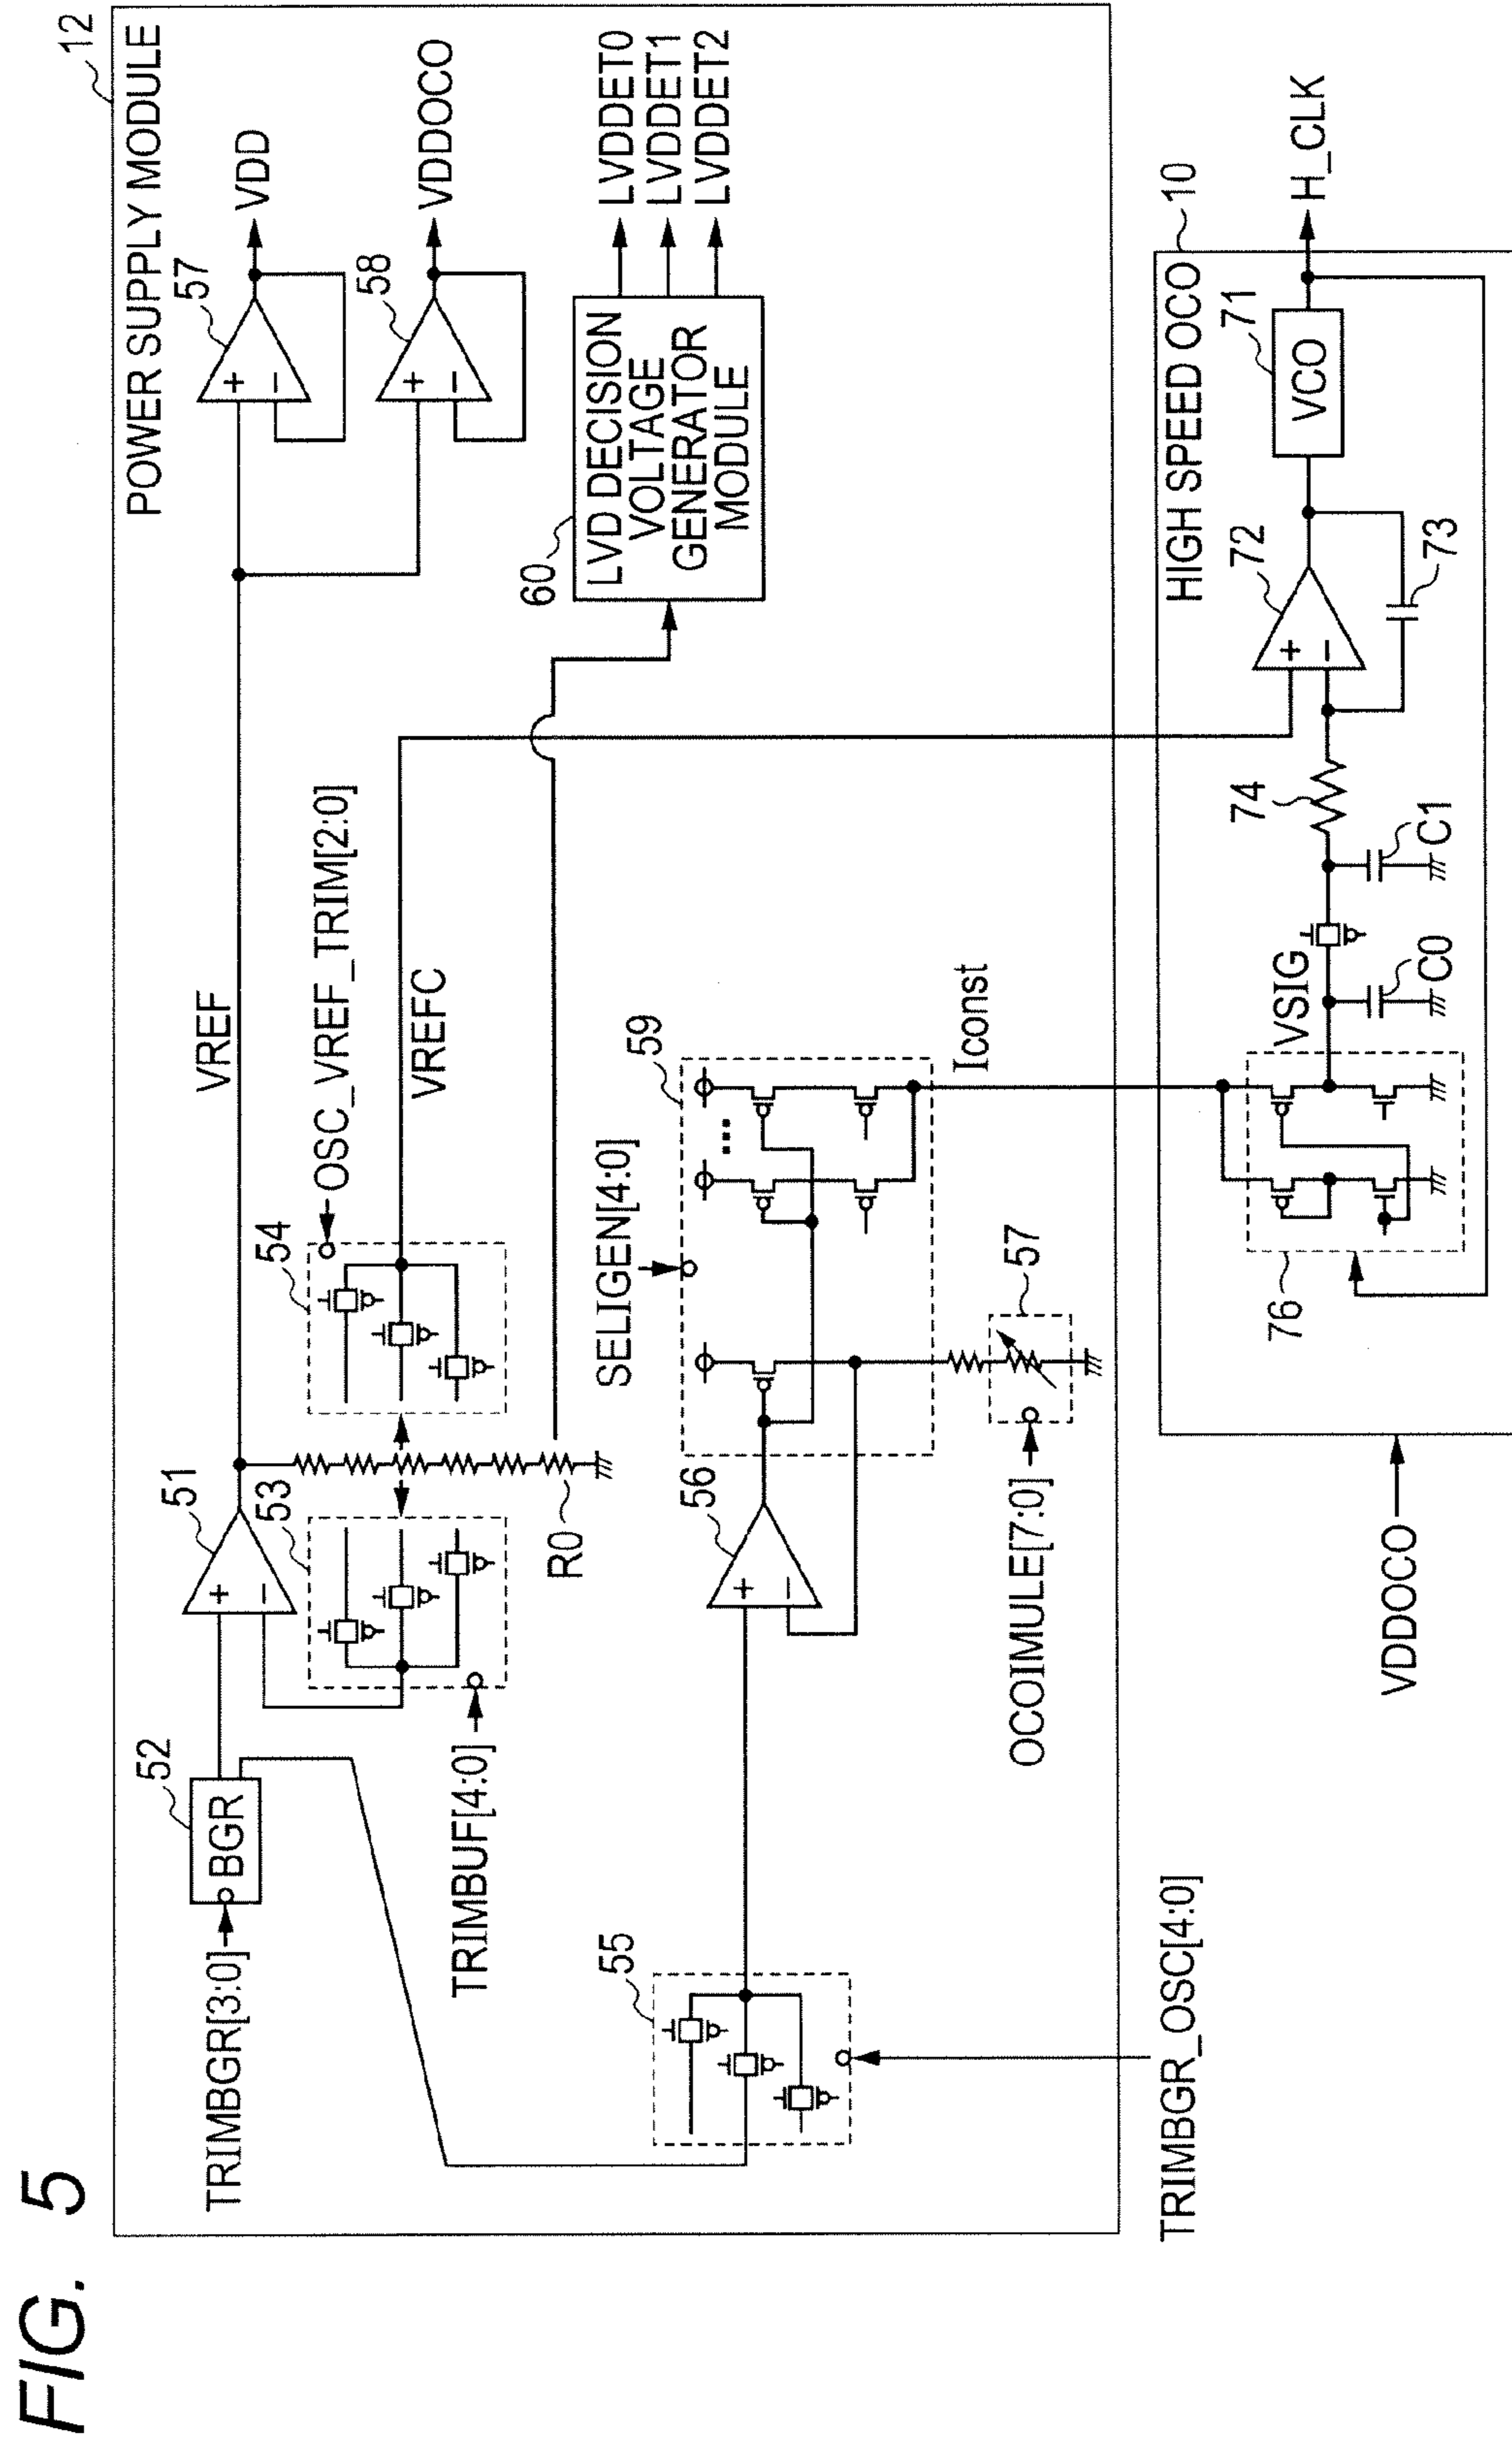 FIG. 5
12
POWER SUPPLY MODULE
TRIMBGR[3:0]
52
BGR
51
+
−
53
TRIMBUF[4:0]
VREF
54
OSC_VREF_TRIM[2:0]
VREFC
R0
57
+
−
VDD
58
+
−
VDDOCO
60
LVD DECISION
VOLTAGE
GENERATOR
MODULE
LVDDET0
LVDDET1
LVDDET2
55
TRIMBGR_OSC[4:0]
56
+
−
SELIGEN[4:0]
59
...
Iconst
57
OCOIMULE[7:0]
VDDOCO
HIGH SPEED OCO
10
76
VSIG
C0
C1
74
72
+
−
73
71
VCO
H_CLK